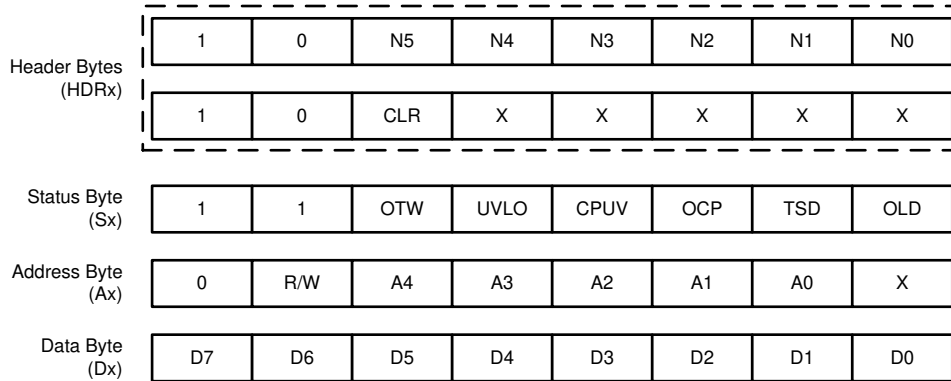 Header Bytes
(HDRx)
1 0 N5 N4 N3 N2 N1 N0
1 0 CLR X X X X X
Status Byte
(Sx)
1 1 OTW UVLO CPUV OCP TSD OLD
Address Byte
(Ax)
0 R/W A4 A3 A2 A1 A0 X
Data Byte
(Dx)
D7 D6 D5 D4 D3 D2 D1 D0